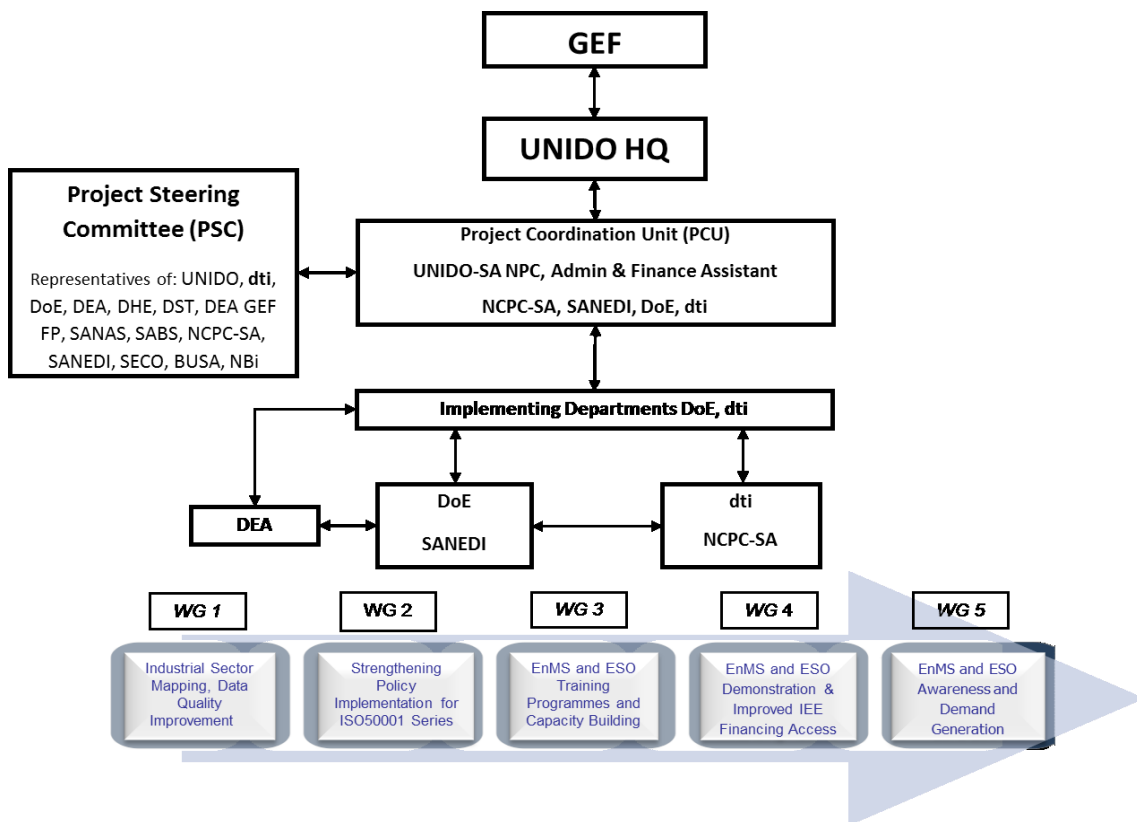 GEF
UNIDO HQ
Project Steering
Committee (PSC)
Representatives of: UNIDO, dti,
DoE, DEA, DHE, DST, DEA GEF
FP, SANAS, SABS, NCPC-SA,
SANEDI, SECO, BUSA, NBi
Project Coordination Unit (PCU)
UNIDO-SA NPC, Admin & Finance Assistant
NCPC-SA, SANEDI, DoE, dti
Implementing Departments DoE, dti
DEA
DoE
SANEDI
dti
NCPC-SA
WG 1
WG 2
WG 3
WG 4
WG 5
Industrial Sector
Mapping, Data
Quality
Improvement
Strengthening
Policy
Implementation for
ISO50001 Series
EnMS and ESO
Training
Programmes and
Capacity Building
EnMS and ESO
Demonstration &
Improved IEE
Financing Access
EnMS and ESO
Awareness and
Demand
Generation